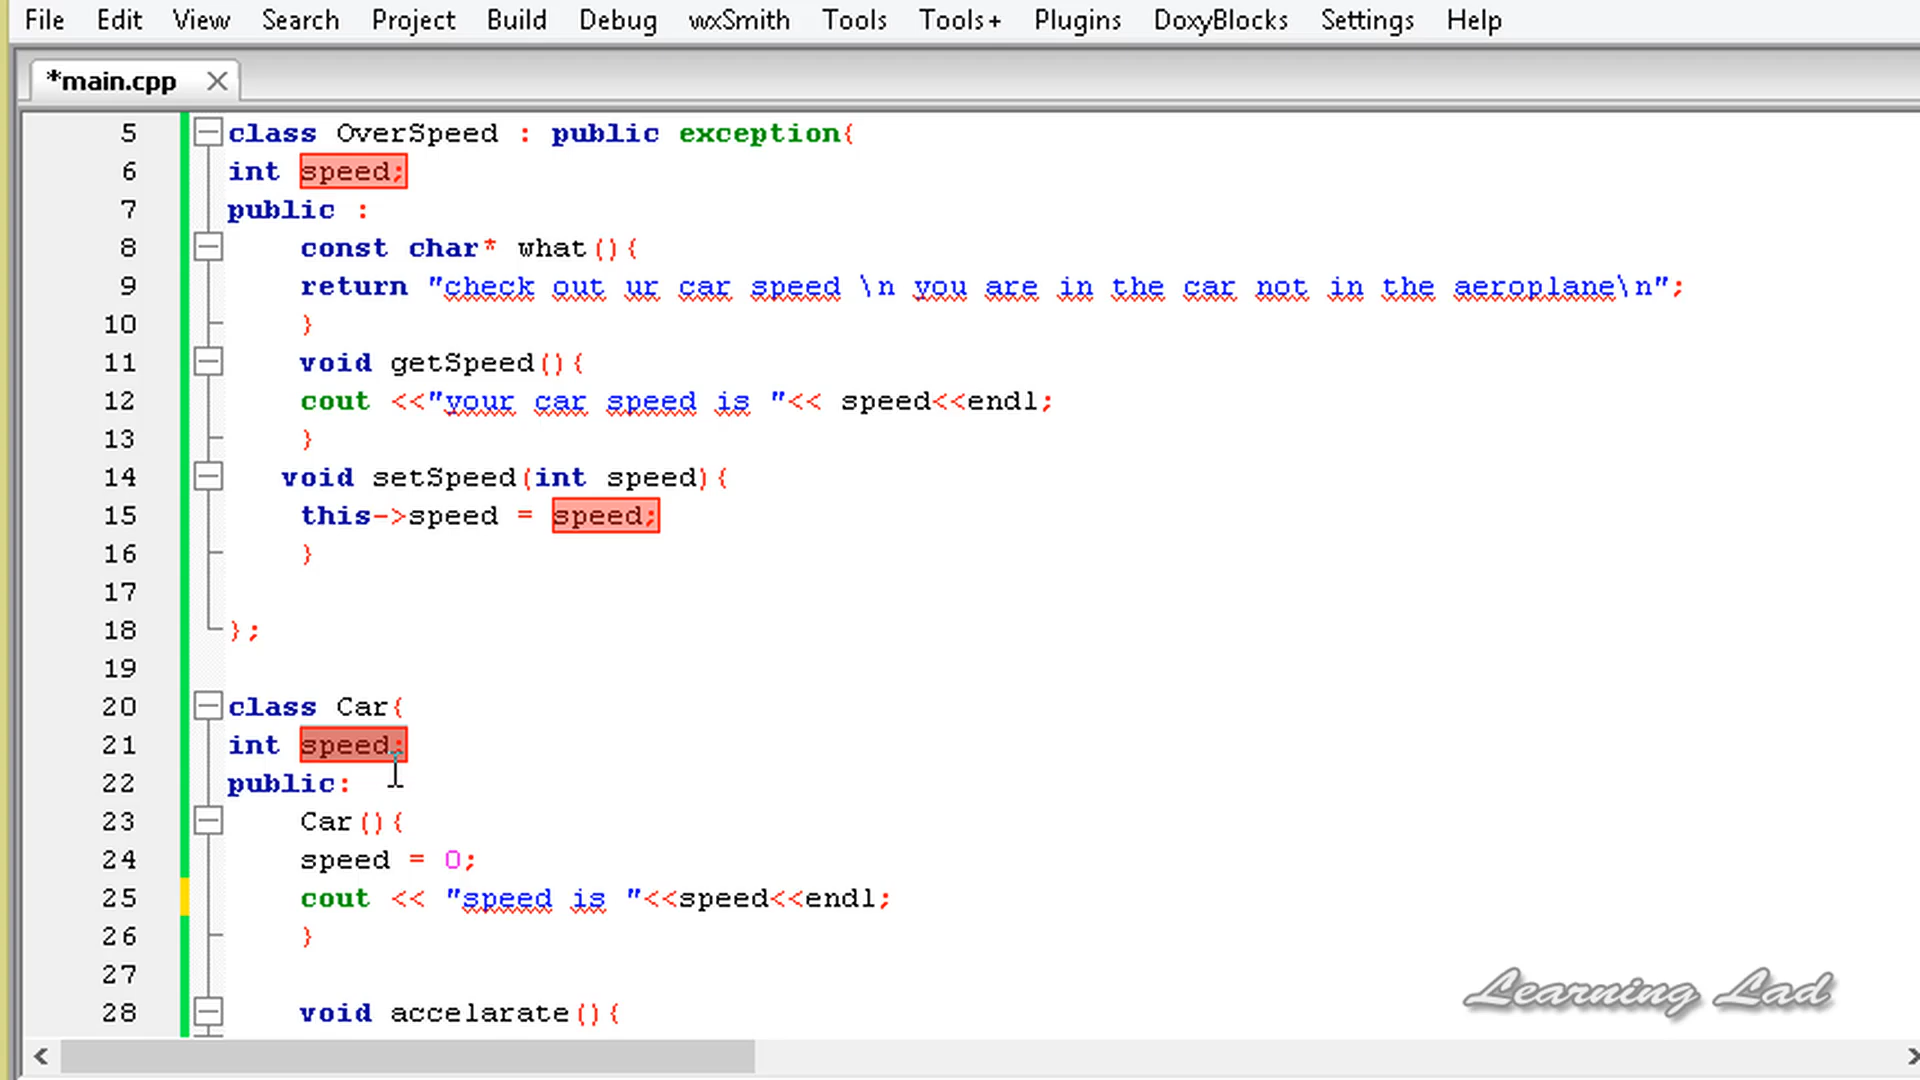 File Edit View Search Project Build Debug wxSmith Tools Tools+ Plugins DoxyBlocks Settings Help
*main.cpp
5 class OverSpeed : public exception{
6 int speed;
7 public :
8 const char* what(){
9 return "check out ur car speed \n you are in the car not in the aeroplane\n";
10 }
11 void getSpeed(){
12 cout <<"your car speed is "<< speed<<endl;
13 }
14 void setSpeed(int speed){
15 this->speed = speed;
16 }
17
18 };
19
20 class Car{
21 int speed;
22 public:
23 Car(){
24 speed = 0;
25 cout << "speed is "<<speed<<endl;
26 }
27
28 void accelarate(){
Learning Lad